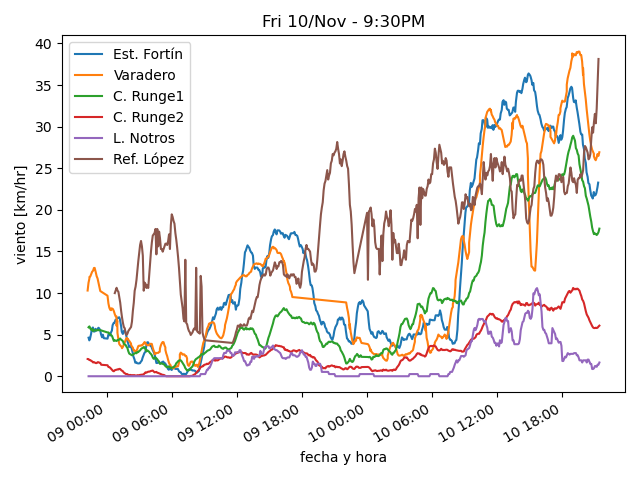 Fri 10/Nov - 9:30PM
viento [km/hr]
40
35
30
25
20
15
10
5
0
Est. Fortín
Varadero
C. Runge1
C. Runge2
L. Notros
Ref. López
09 00:00
09 06:00
09 12:00
09 18:00
10 00:00
10 06:00
10 12:00
10 18:00
fecha y hora